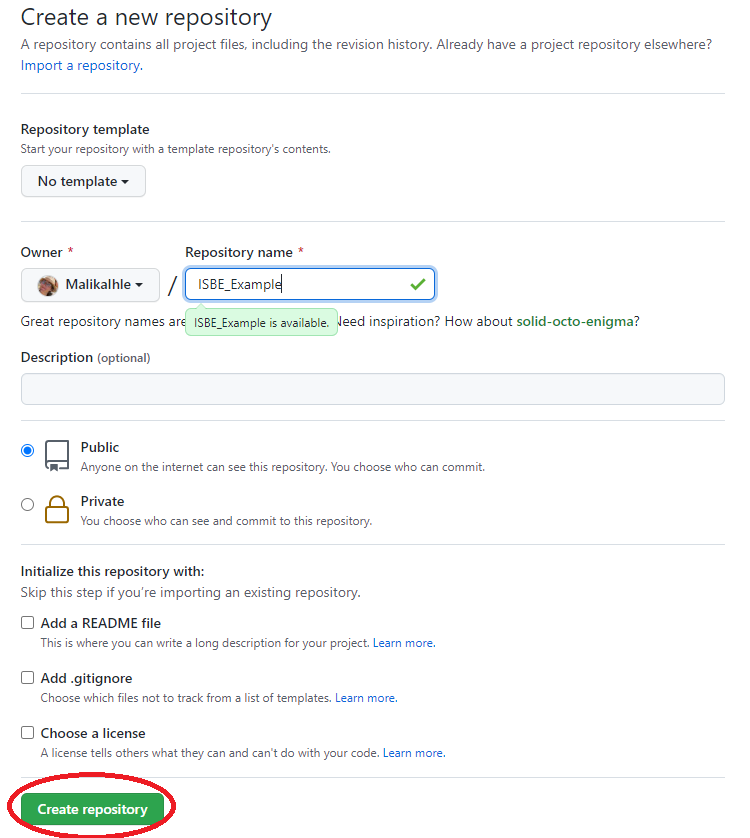 Create a new repository
A repository contains all project files, including the revision history. Already have a project repository elsewhere?
Import a repository.
Repository template
Start your repository with a template repository's contents.
No template
Owner *
Repository name *
MalikaIhle
/
ISBE_Example
Great repository names are
ISBE_Example is available.
Need inspiration? How about solid-octo-enigma?
Description (optional)
Public
Anyone on the internet can see this repository. You choose who can commit.
Private
You choose who can see and commit to this repository.
Initialize this repository with:
Skip this step if you're importing an existing repository.
Add a README file
This is where you can write a long description for your project. Learn more.
Add .gitignore
Choose which files not to track from a list of templates. Learn more.
Choose a license
A license tells others what they can and can't do with your code. Learn more.
Create repository